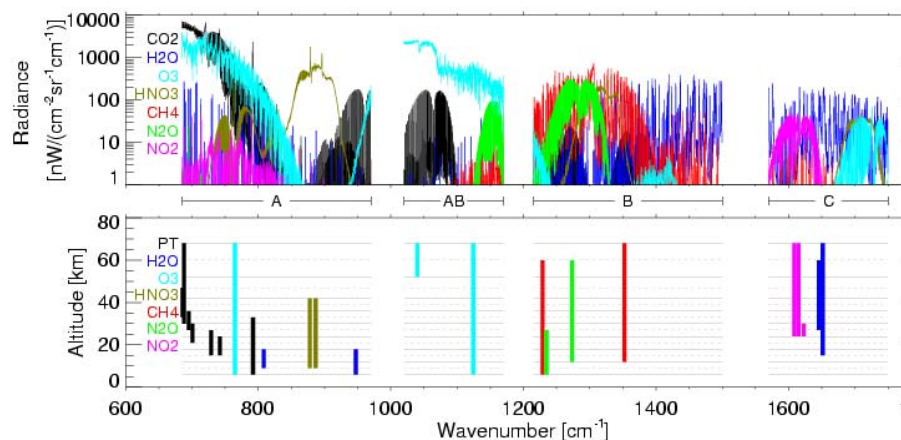 Radiance
[nW/(cm⁻²sr⁻¹cm⁻¹)]
10000
1000
100
10
1
CO2
H2O
O3
HNO3
CH4
N2O
NO2
A
AB
B
C
Altitude [km]
80
60
40
20
0
PT
H2O
O3
HNO3
CH4
N2O
NO2
600
800
1000
1200
1400
1600
Wavenumber [cm⁻¹]